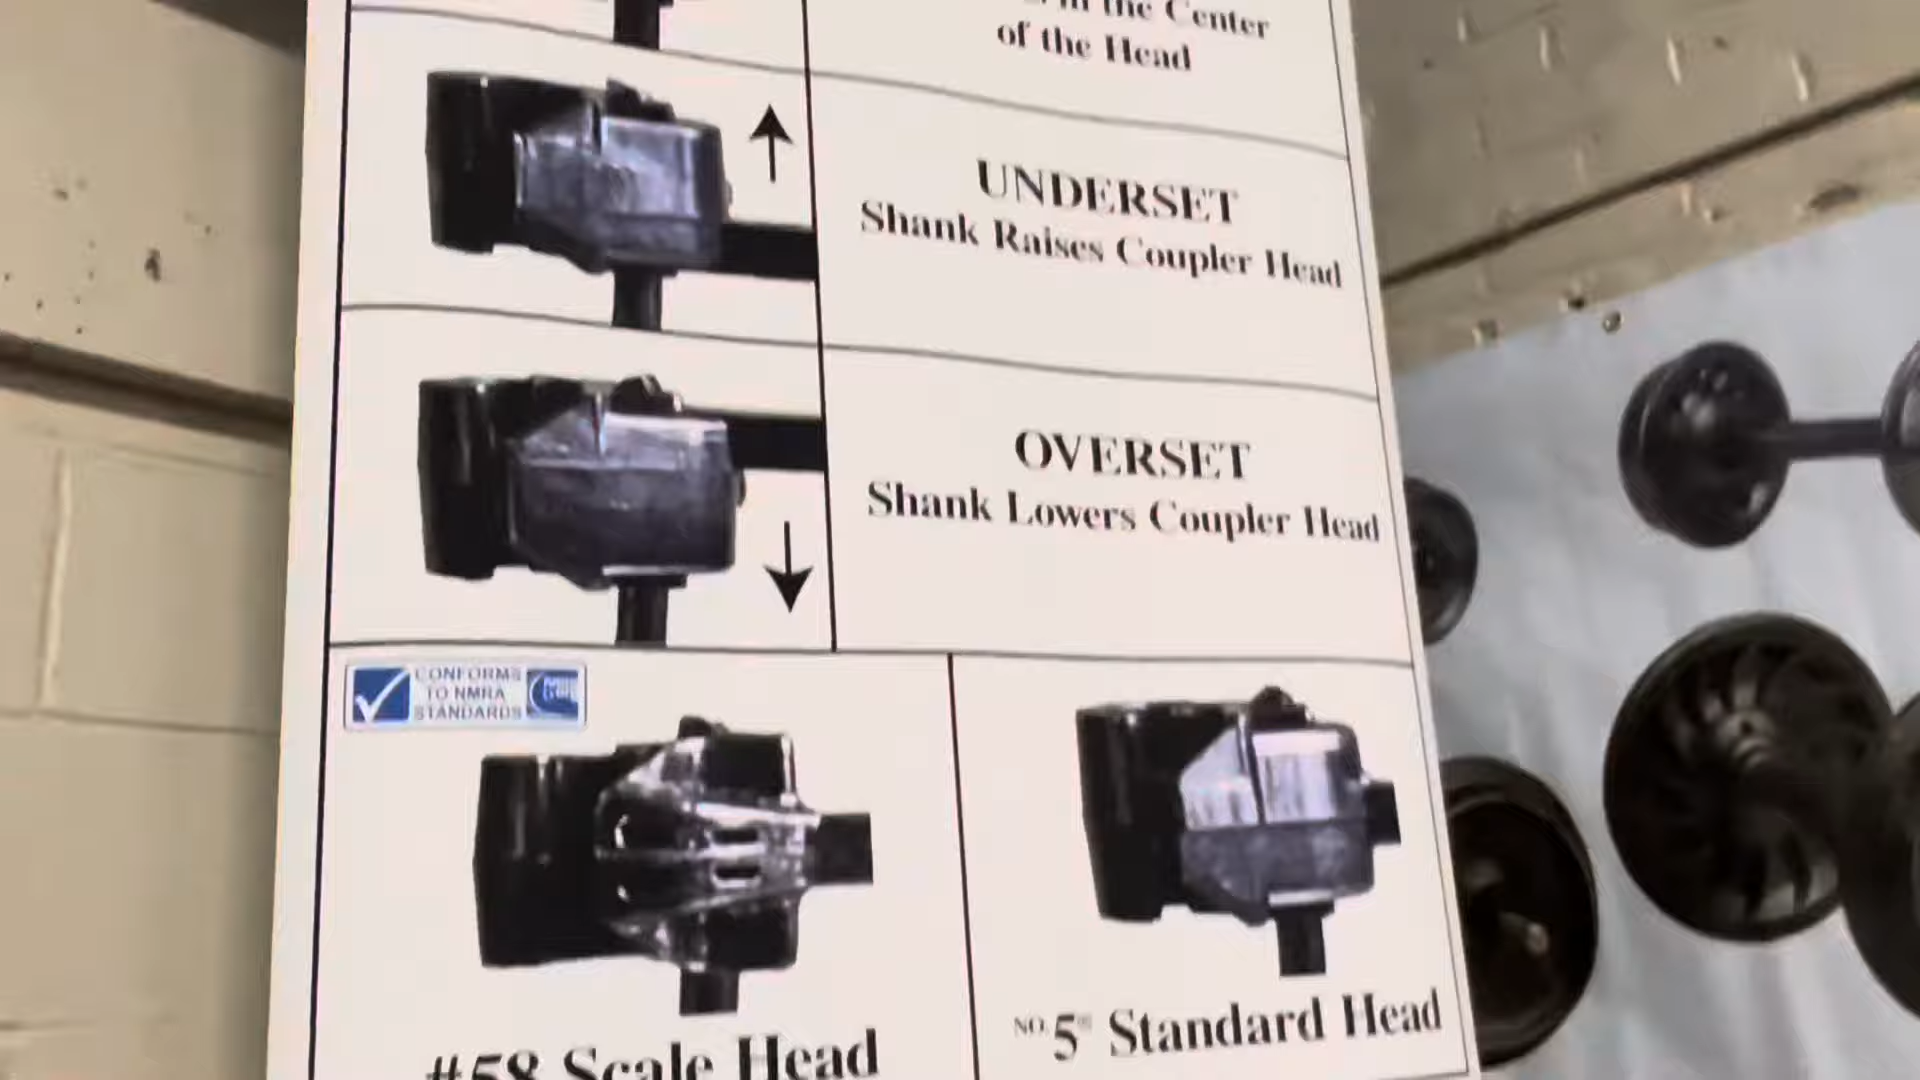 in the Center
of the Head
UNDERSET
Shank Raises Coupler Head
OVERSET
Shank Lowers Coupler Head
CONFORMS
TO NMRA
STANDARDS
#58 Scale Head
NO. 5® Standard Head